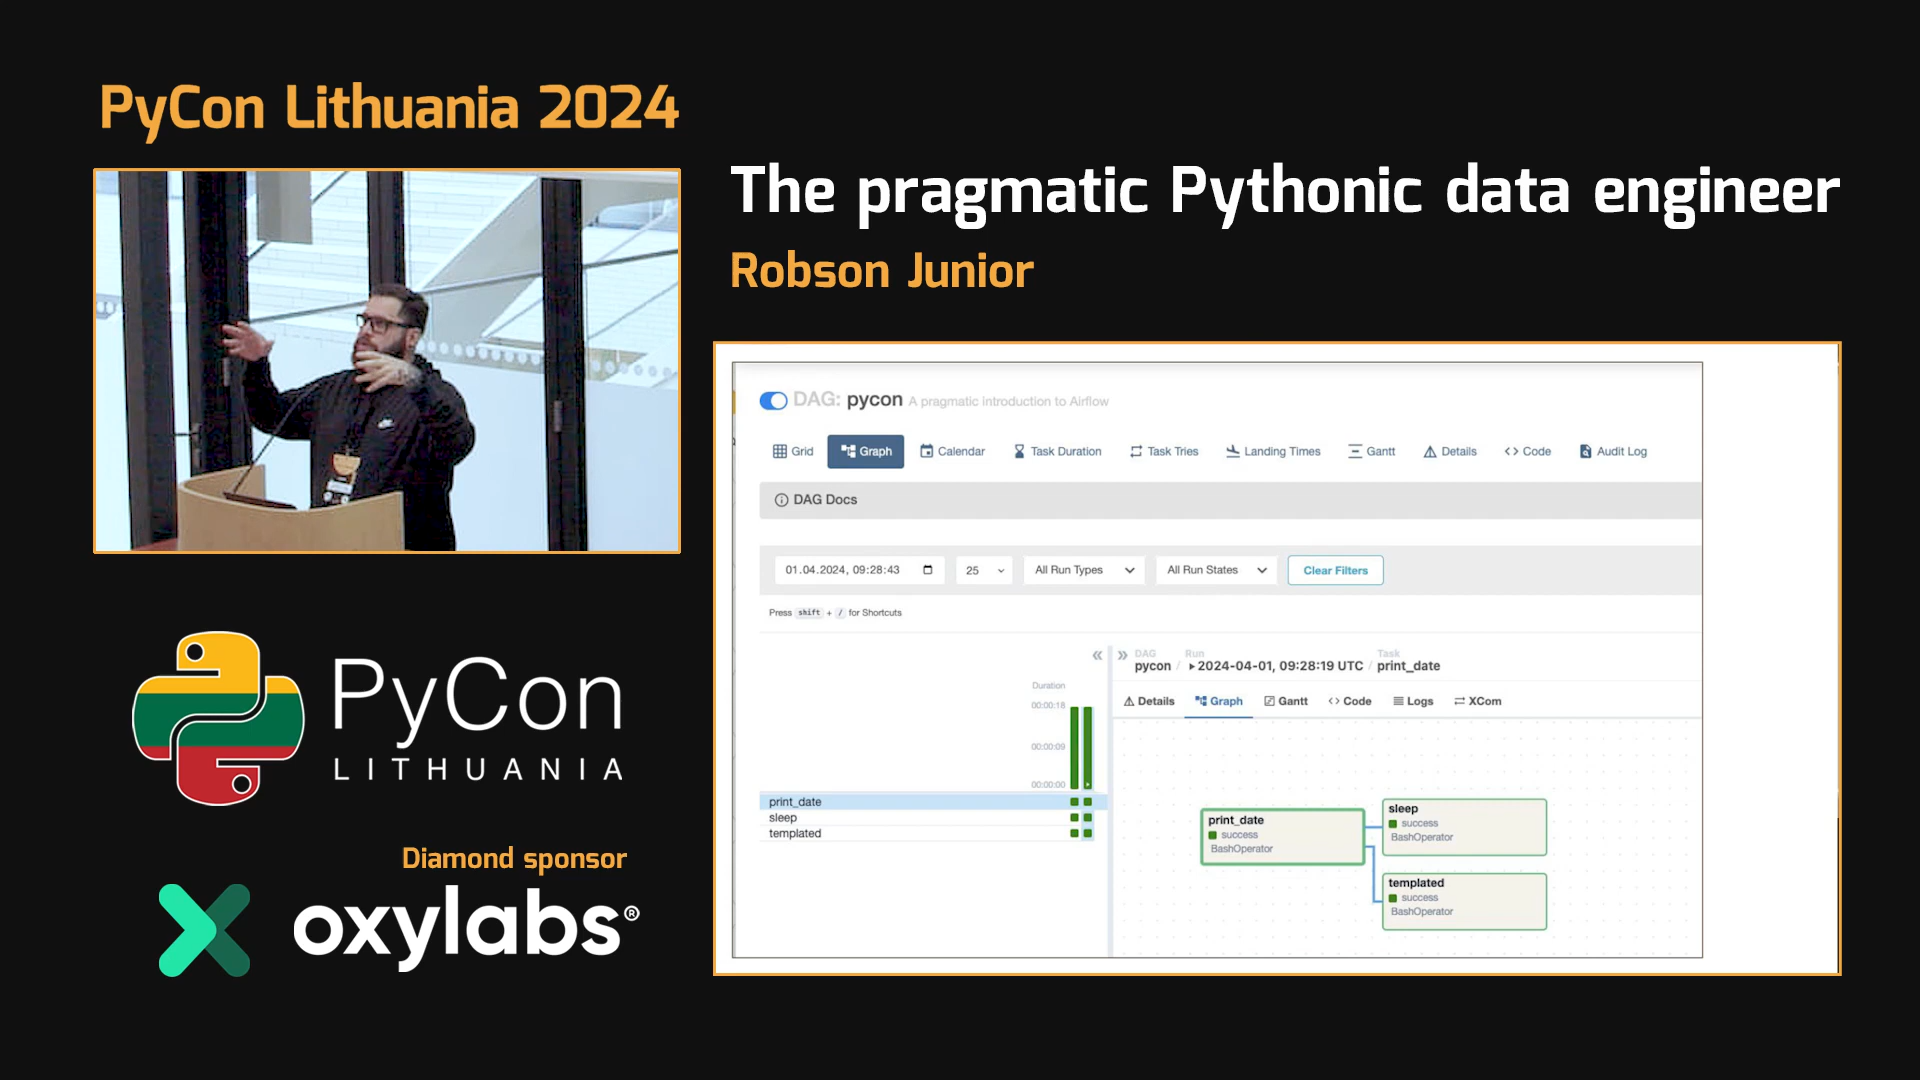 PyCon Lithuania 2024
The pragmatic Pythonic data engineer
Robson Junior
DAG: pycon A pragmatic introduction to Airflow
Grid Graph Calendar Task Duration Task Tries Landing Times Gantt Details Code Audit Log
DAG Docs
01.04.2024, 09:28:43 25 All Run Types All Run States Clear Filters
Press shift + / for Shortcuts
DAG Run Task
pycon / 2024-04-01, 09:28:19 UTC / print_date
Duration
00:00:18
00:00:09
00:00:00
Details Graph Gantt Code Logs XCom
print_date
sleep
templated
print_date
success
BashOperator
sleep
success
BashOperator
templated
success
BashOperator
PyCon
LITHUANIA
Diamond sponsor
oxylabs®